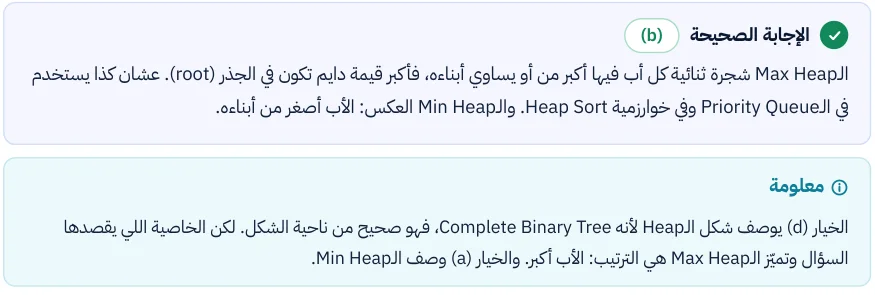 الإجابة الصحيحة (b)
الـMax Heap شجرة ثنائية كل أب فيها أكبر من أو يساوي أبناءه، فأكبر قيمة دايم تكون في الجذر (root). عشان كذا يستخدم
في الـPriority Queue وفي خوارزمية Heap Sort. والـMin Heap العكس: الأب أصغر من أبناءه.
معلومة
الخيار (d) يوصف شكل الـHeap لأنه Complete Binary Tree، فهو صحيح من ناحية الشكل. لكن الخاصية اللي يقصدها
السؤال وتميّز الـMax Heap هي الترتيب: الأب أكبر. والخيار (a) وصف الـMin Heap.